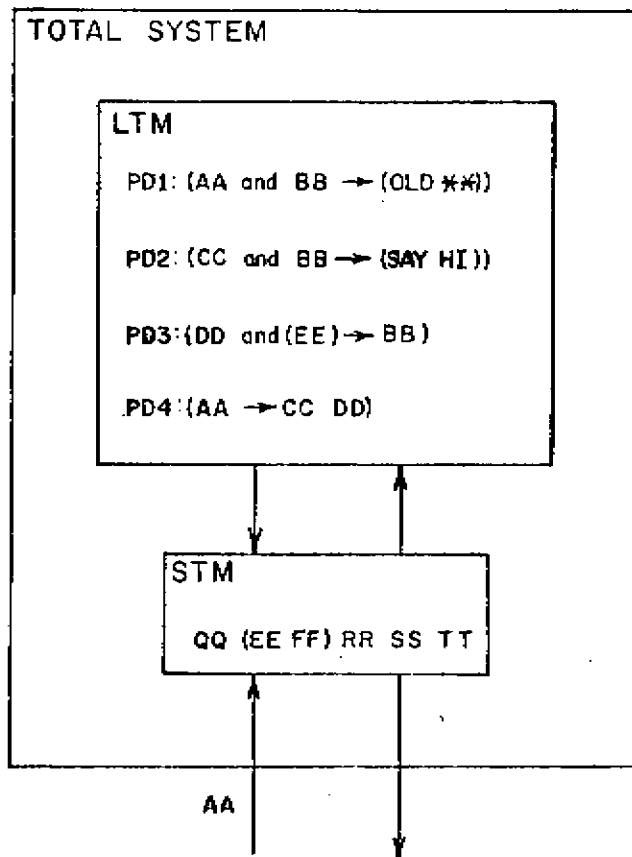 TOTAL SYSTEM
LTM
PD1: (AA and BB → (OLD **))
PD2: (CC and BB → (SAY HI))
PD3: (DD and (EE) → BB)
PD4: (AA → CC DD)
STM
QQ (EE FF) RR SS TT
AA